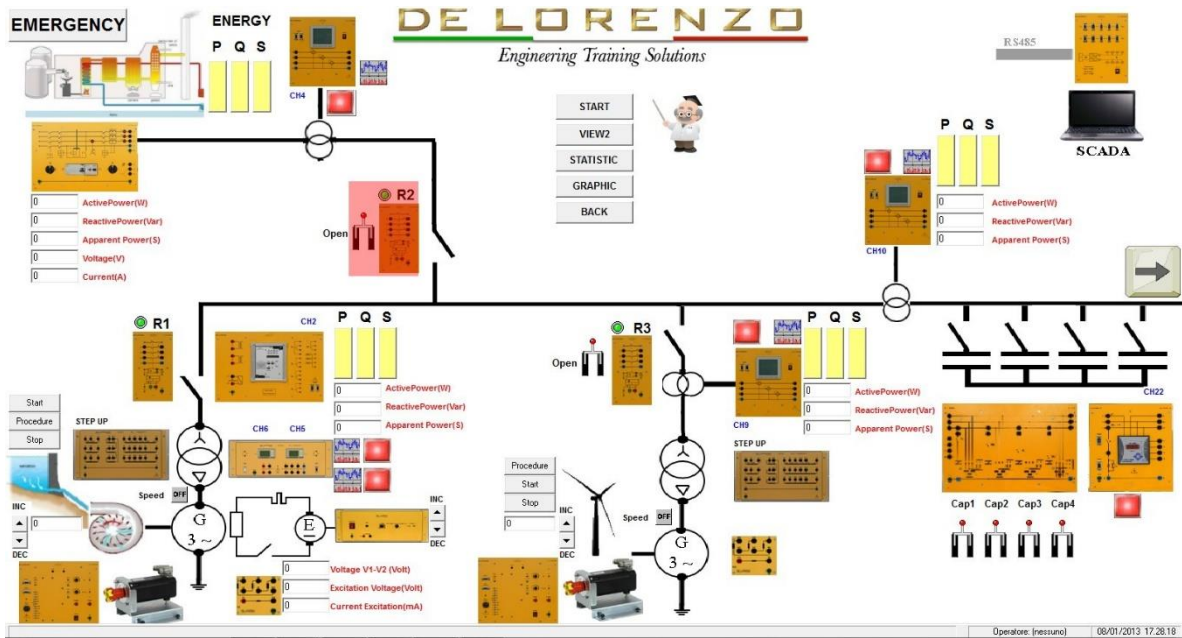 EMERGENCY
ENERGY
P Q S
CH4
DE LORENZO
Engineering Training Solutions
START
VIEW2
STATISTIC
GRAPHIC
BACK
RS485
SCADA
P Q S
0 ActivePower(W)
0 ReactivePower(Var)
0 Apparent Power(S)
CH10
0 ActivePower(W)
0 ReactivePower(Var)
0 Apparent Power(S)
0 Voltage(V)
0 Current(A)
R2
Open
R1
CH2
P Q S
0 ActivePower(W)
0 ReactivePower(Var)
0 Apparent Power(S)
R3
Open
P Q S
0 ActivePower(W)
0 ReactivePower(Var)
0 Apparent Power(S)
CH9
CH22
Start
Procedure
Stop
STEP UP
CH6 CH5
Speed OFF
INC
0
DEC
G
3 ~
E
INC
DEC
0 Voltage V1-V2 (Volt)
0 Excitation Voltage(Volt)
0 Current Excitation(mA)
Procedure
Start
Stop
0
INC
DEC
Speed OFF
G
3 ~
STEP UP
Cap1 Cap2 Cap3 Cap4
Operatore: (nessuno) 08/01/2013 17.28.18